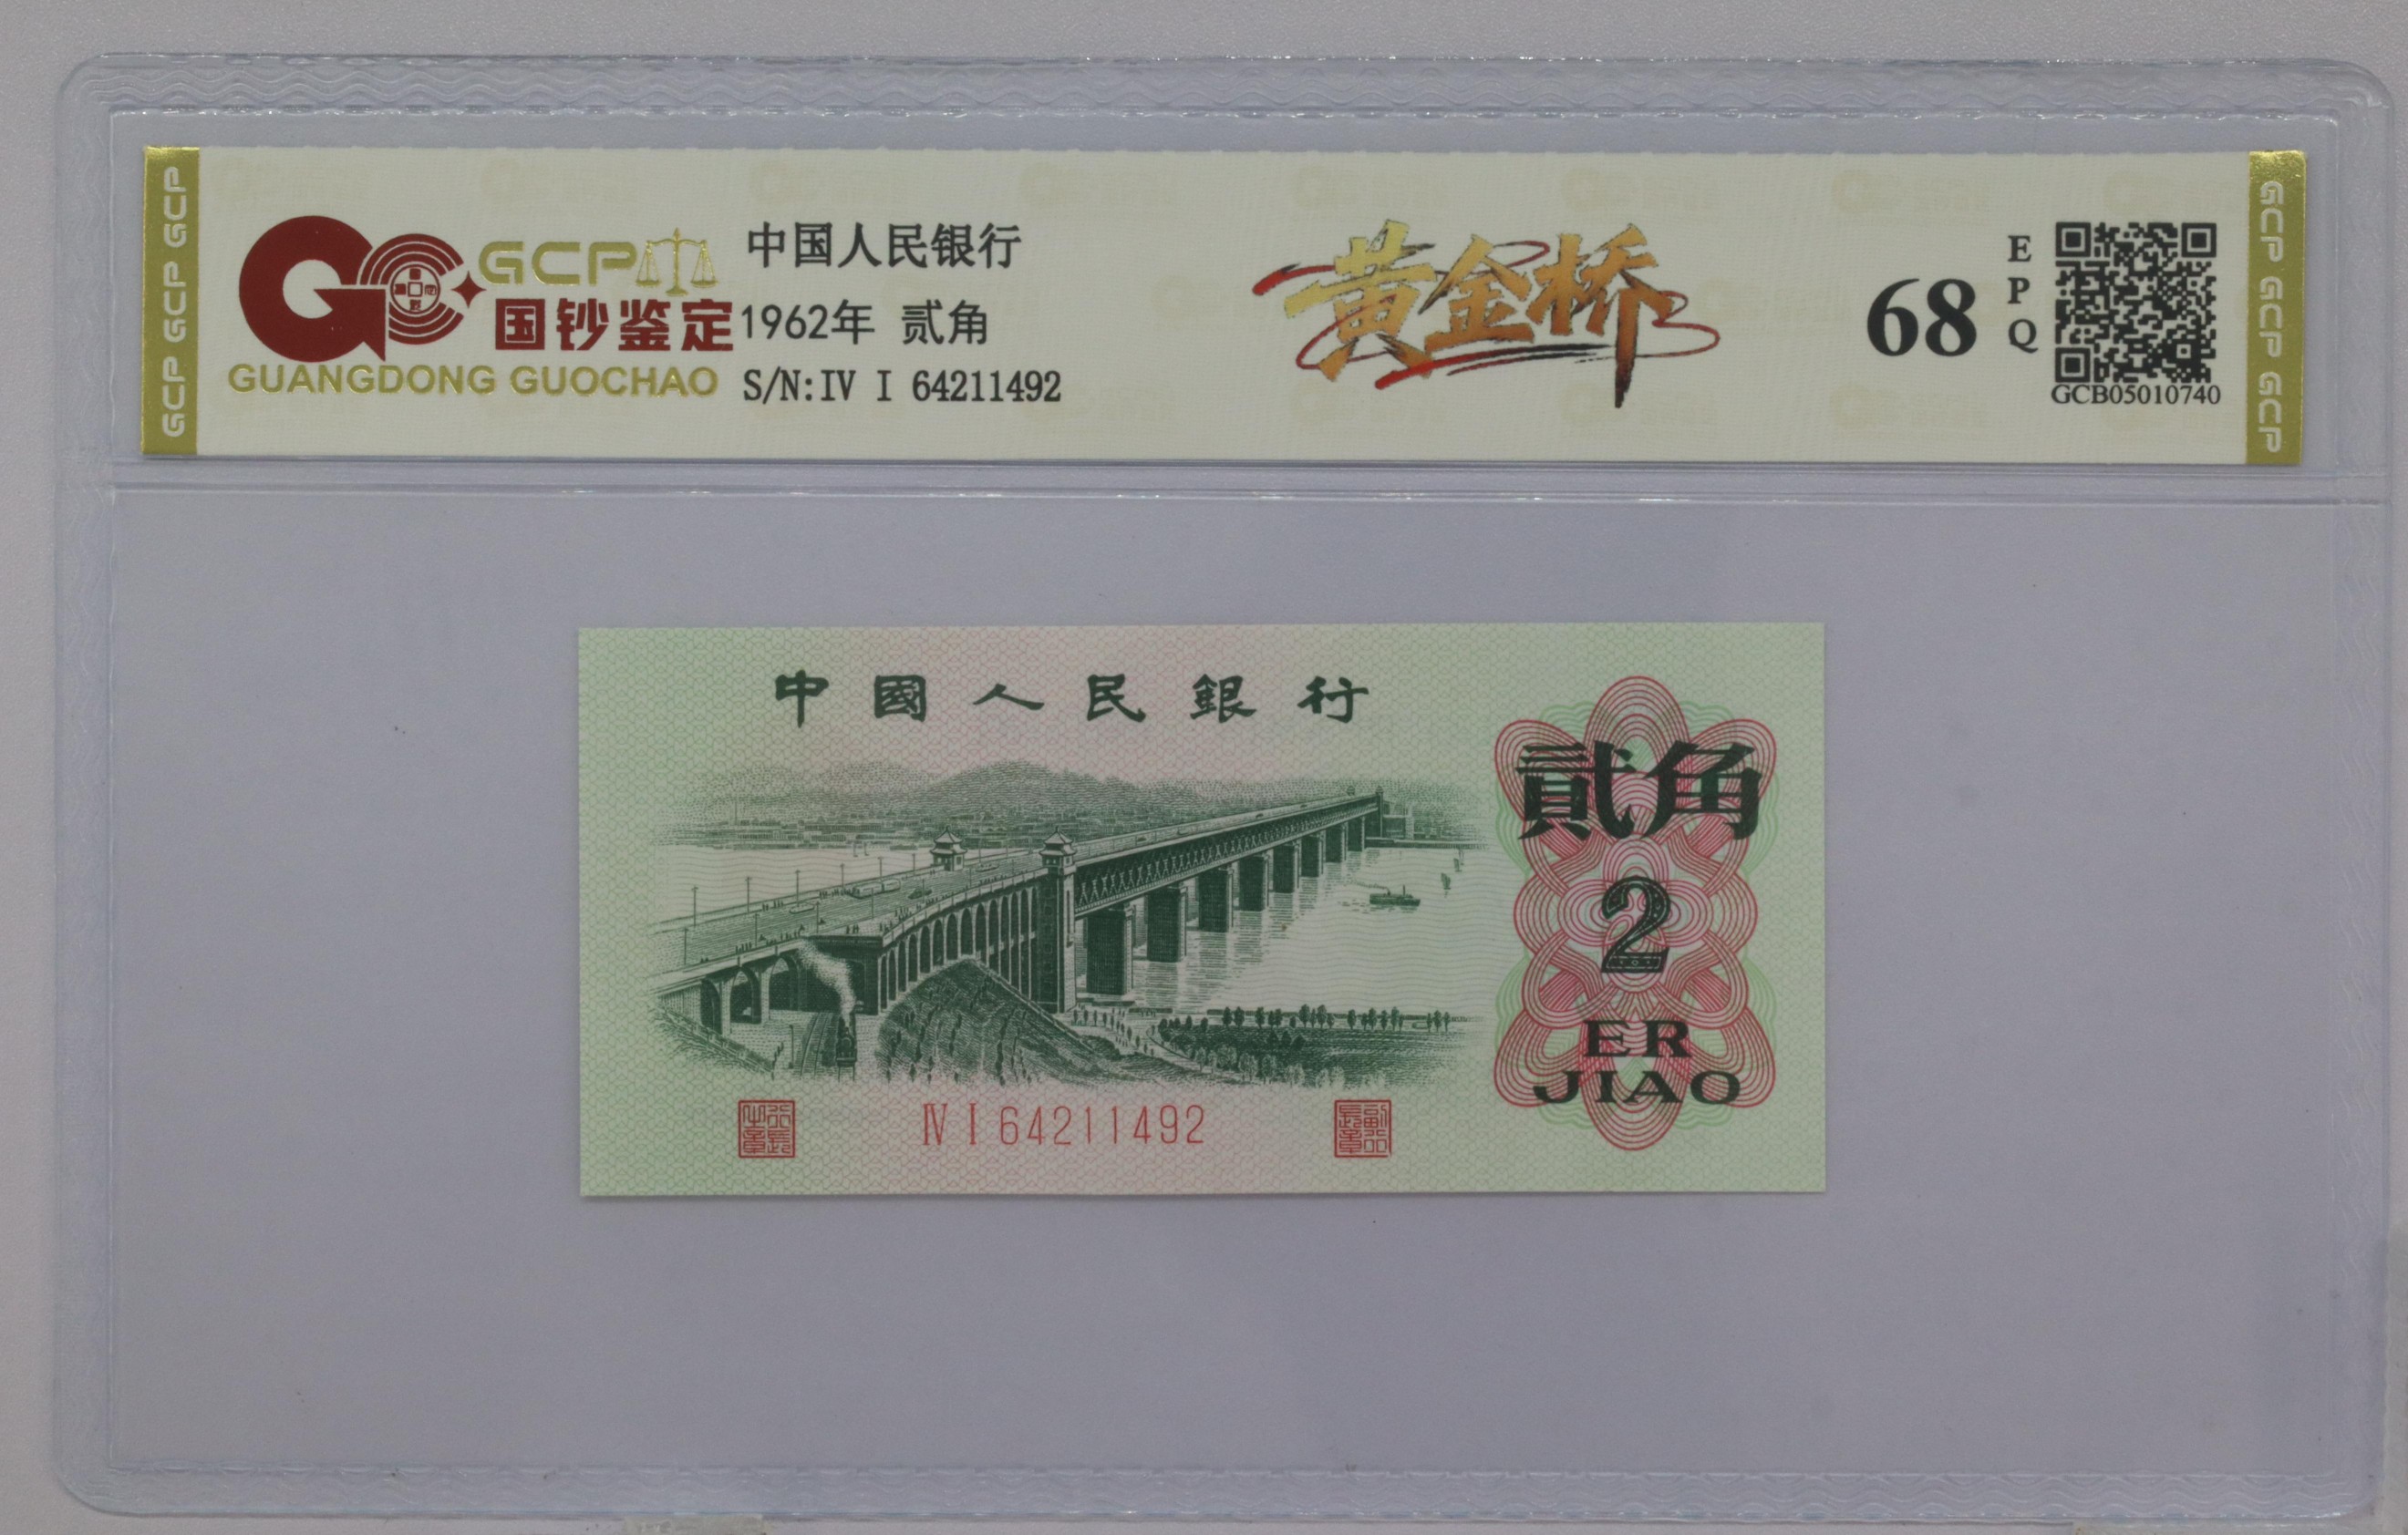 GCP GCP GCP
GCP
国钞鉴定
GUANGDONG GUOCHAO
中国人民银行
1962年 贰角
S/N:IV I 64211492
黄金桥
68
EPQ
GCB05010740
GCP GCP GCP
中國人民銀行
貳角
2
ER
JIAO
IV I 64211492